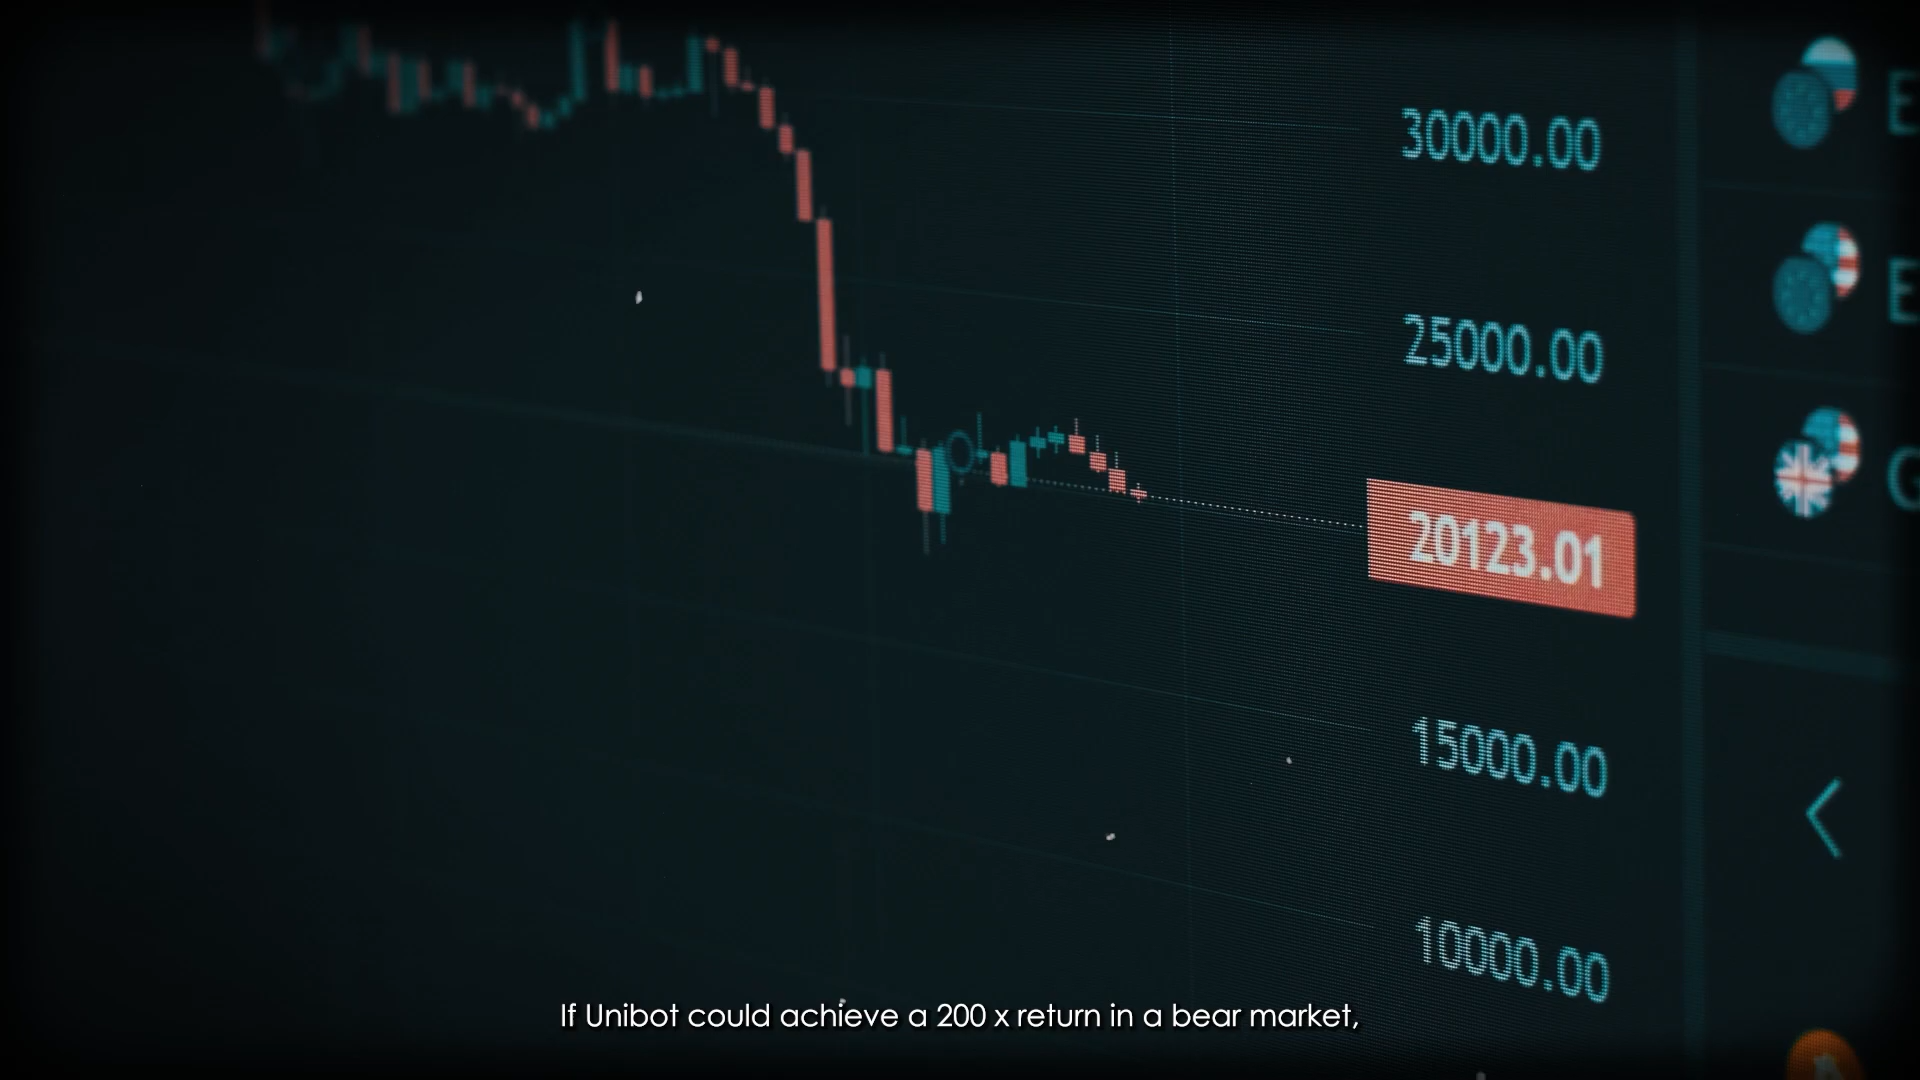 30000.00
E
25000.00
E
G
20123.01
15000.00
10000.00
If Unibot could achieve a 200 x return in a bear market,